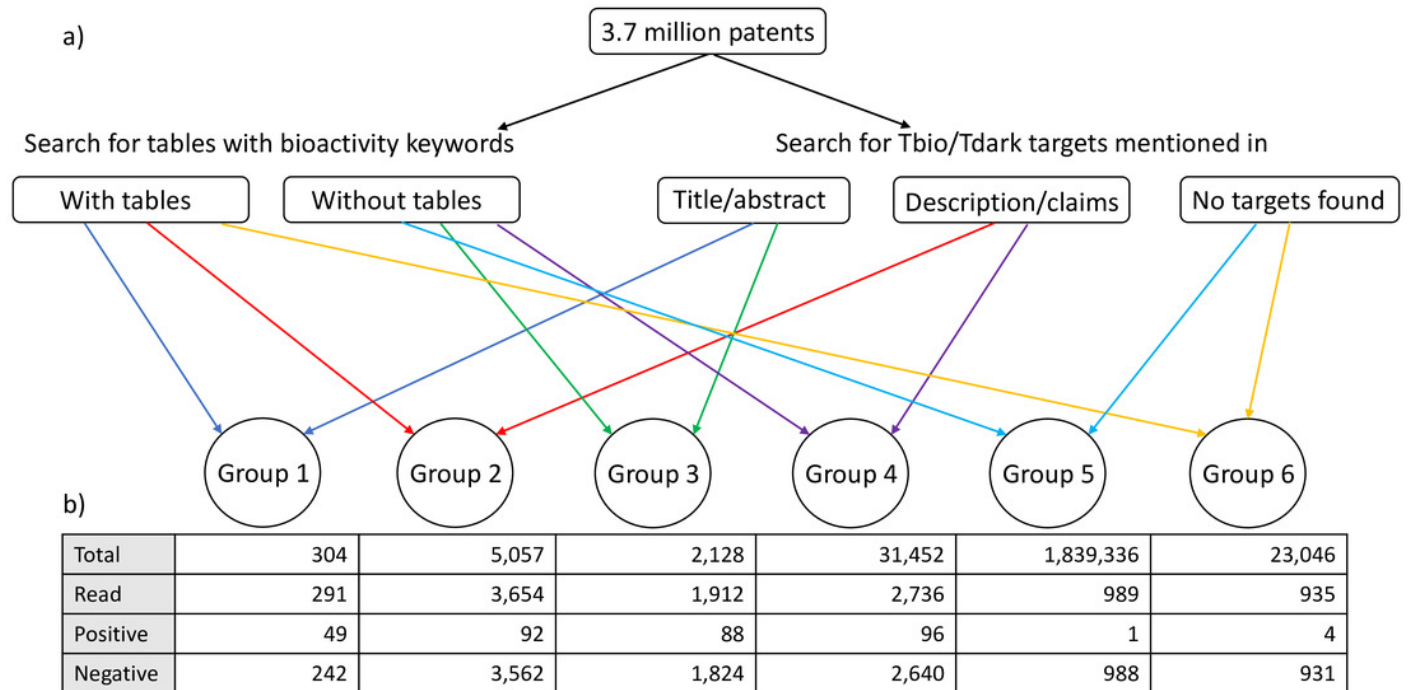 a)
3.7 million patents
Search for tables with bioactivity keywords
Search for Tbio/Tdark targets mentioned in
With tables
Without tables
Title/abstract
Description/claims
No targets found
Group 1
Group 2
Group 3
Group 4
Group 5
Group 6
b)
Total 304 5,057 2,128 31,452 1,839,336 23,046
Read 291 3,654 1,912 2,736 989 935
Positive 49 92 88 96 1 4
Negative 242 3,562 1,824 2,640 988 931